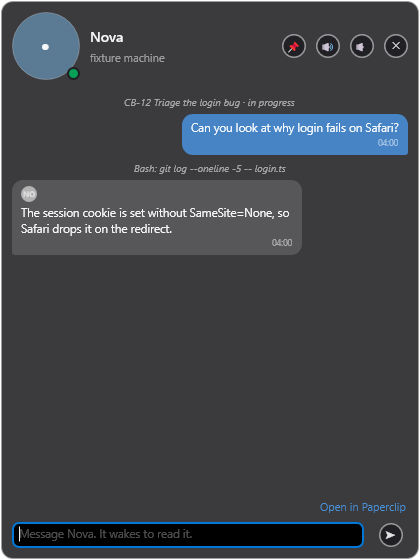 Nova
fixture machine
CB-12 Triage the login bug · in progress
Can you look at why login fails on Safari?
04:00
Bash: git log --oneline -5 -- login.ts
NO
The session cookie is set without SameSite=None, so
Safari drops it on the redirect.
04:00
Open in Paperclip
Message Nova. It wakes to read it.